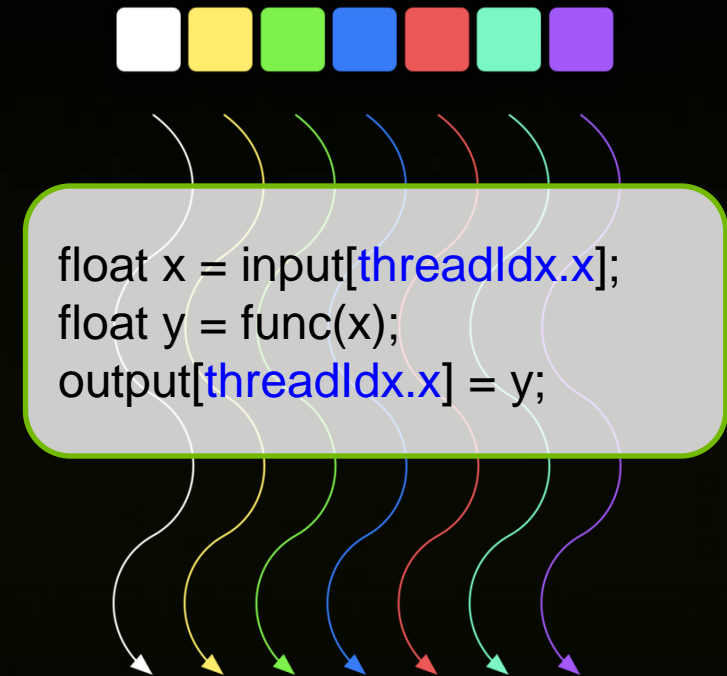 float x = input[threadIdx.x];
float y = func(x);
output[threadIdx.x] = y;